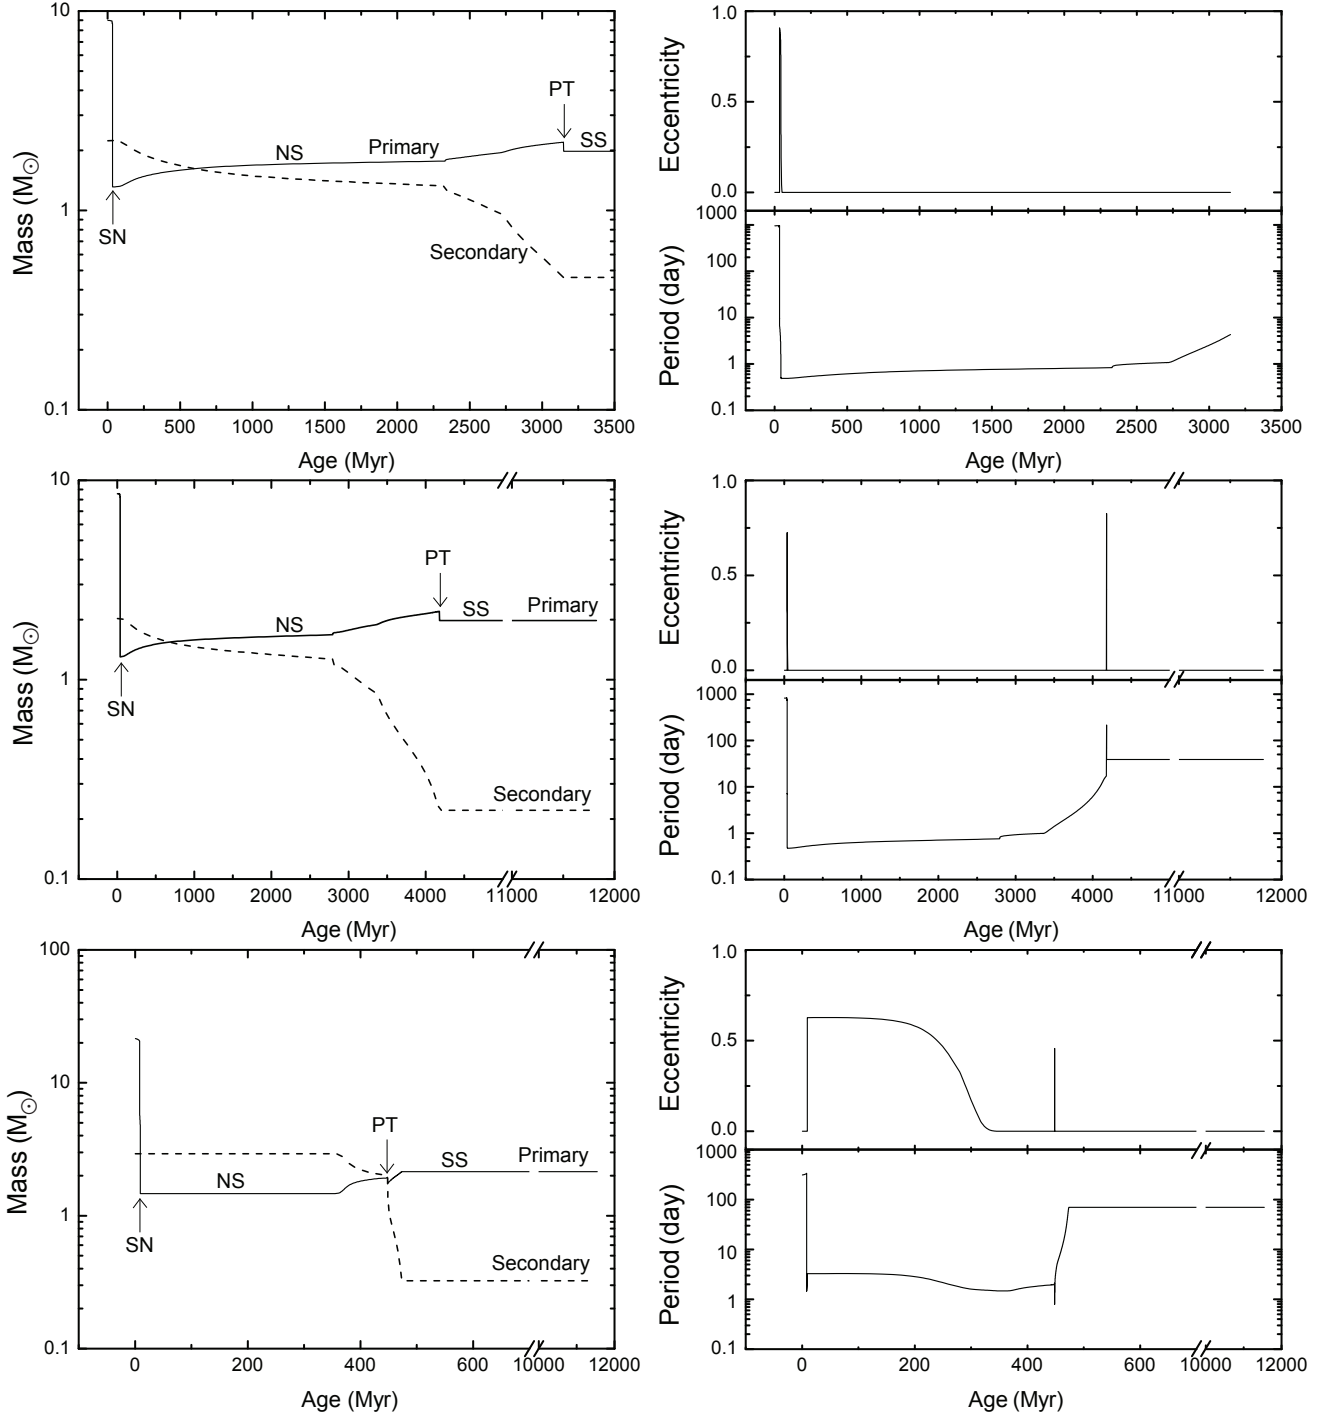 10
1
0.1
Mass (M⊙)
PT
NS
Primary
SS
SN
Secondary
0 500 1000 1500 2000 2500 3000 3500
Age (Myr)
1.0
0.5
0.0
Eccentricity
1000
100
10
1
0.1
Period (day)
0 500 1000 1500 2000 2500 3000 3500
Age (Myr)
10
1
0.1
Mass (M⊙)
PT
NS
SS
Primary
SN
Secondary
0 1000 2000 3000 4000 11000 12000
Age (Myr)
1.0
0.5
0.0
Eccentricity
1000
100
10
1
0.1
Period (day)
0 1000 2000 3000 4000 11000 12000
Age (Myr)
100
10
1
0.1
Mass (M⊙)
PT
NS
SS
Primary
SN
Secondary
0 200 400 600 10000 12000
Age (Myr)
1.0
0.5
0.0
Eccentricity
1000
100
10
1
0.1
Period (day)
0 200 400 600 10000 12000
Age (Myr)